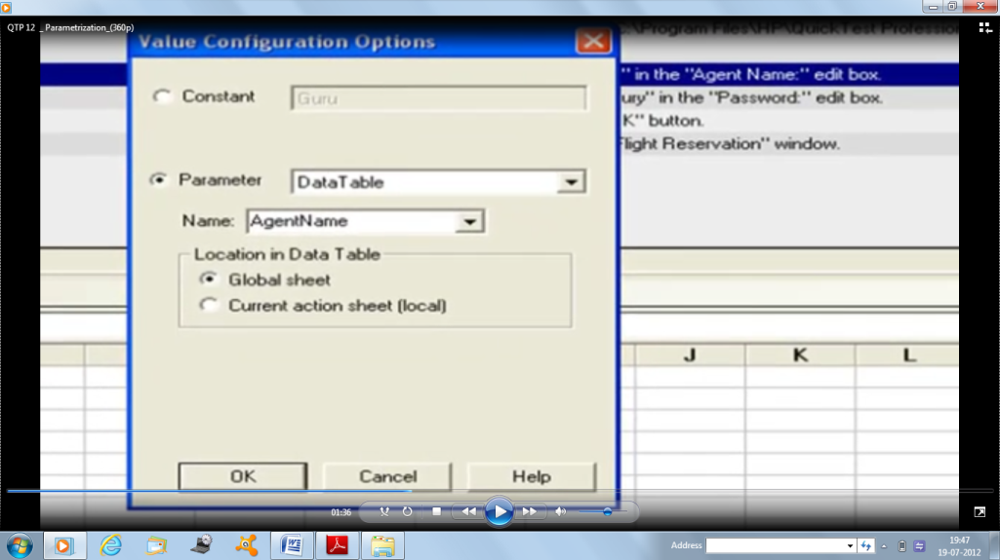 QTP 12 _ Parametrization_(360p)
Value Configuration Options
:\Program Files\HP\QuickTest Profession
Constant
Guru
" in the "Agent Name:" edit box.
ury" in the "Password:" edit box.
K" button.
Flight Reservation" window.
Parameter
DataTable
Name:
AgentName
Location in Data Table
Global sheet
Current action sheet (local)
J K L
OK Cancel Help
01:36
Address
19:47
19-07-2012